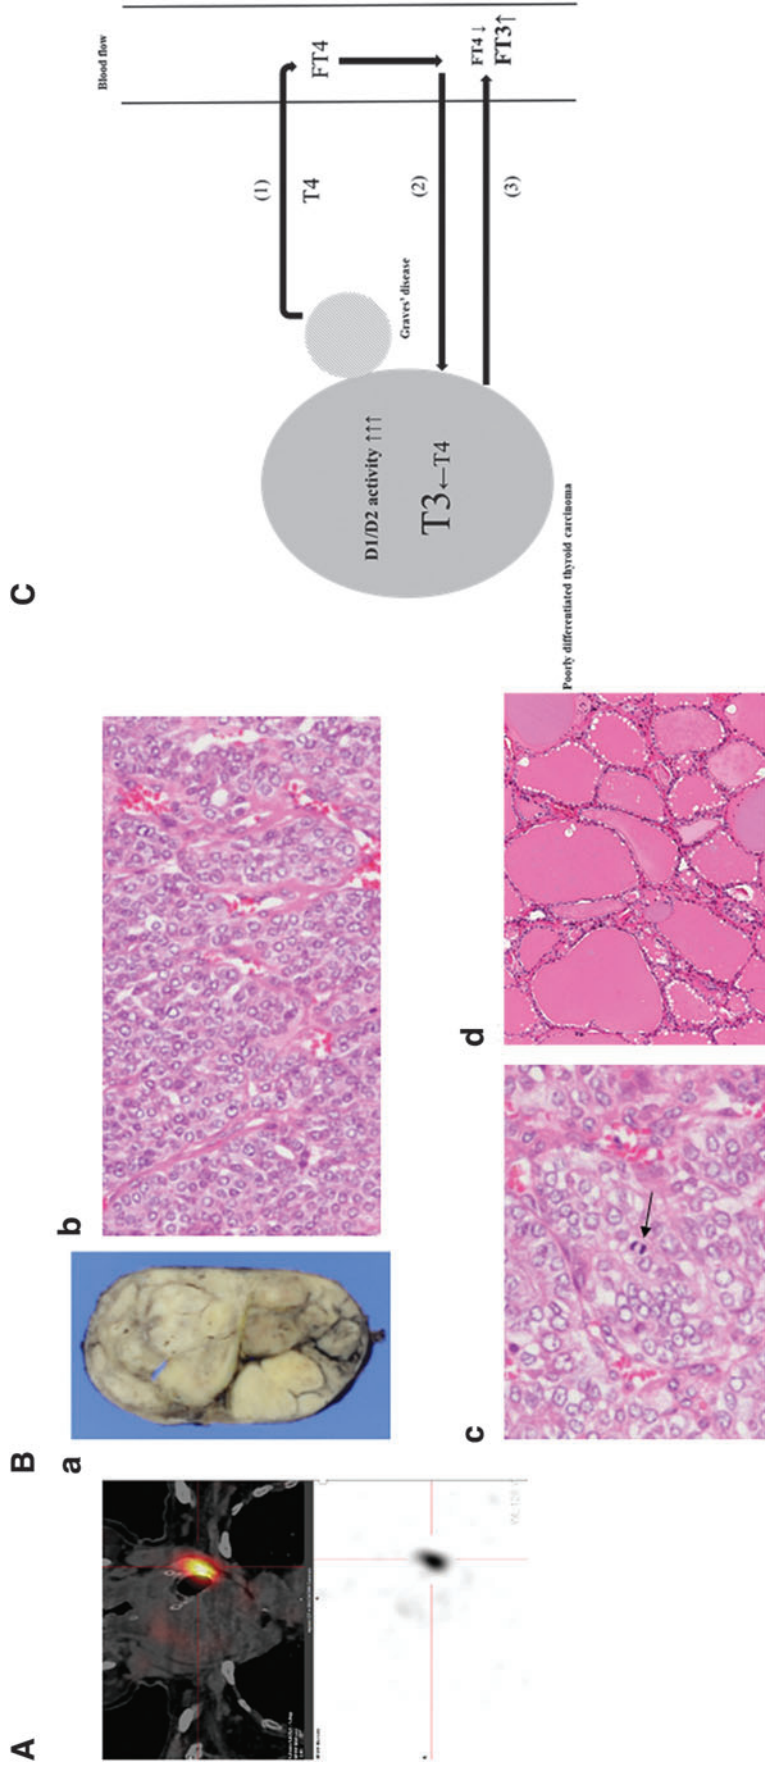 A
B
a
b
c
d
C
Blood flow
(1)
T4
FT4
(2)
FT4 ↓
FT3↑
(3)
Graves' disease
D1/D2 activity ↑↑↑
T3←T4
Poorly differentiated thyroid carcinoma